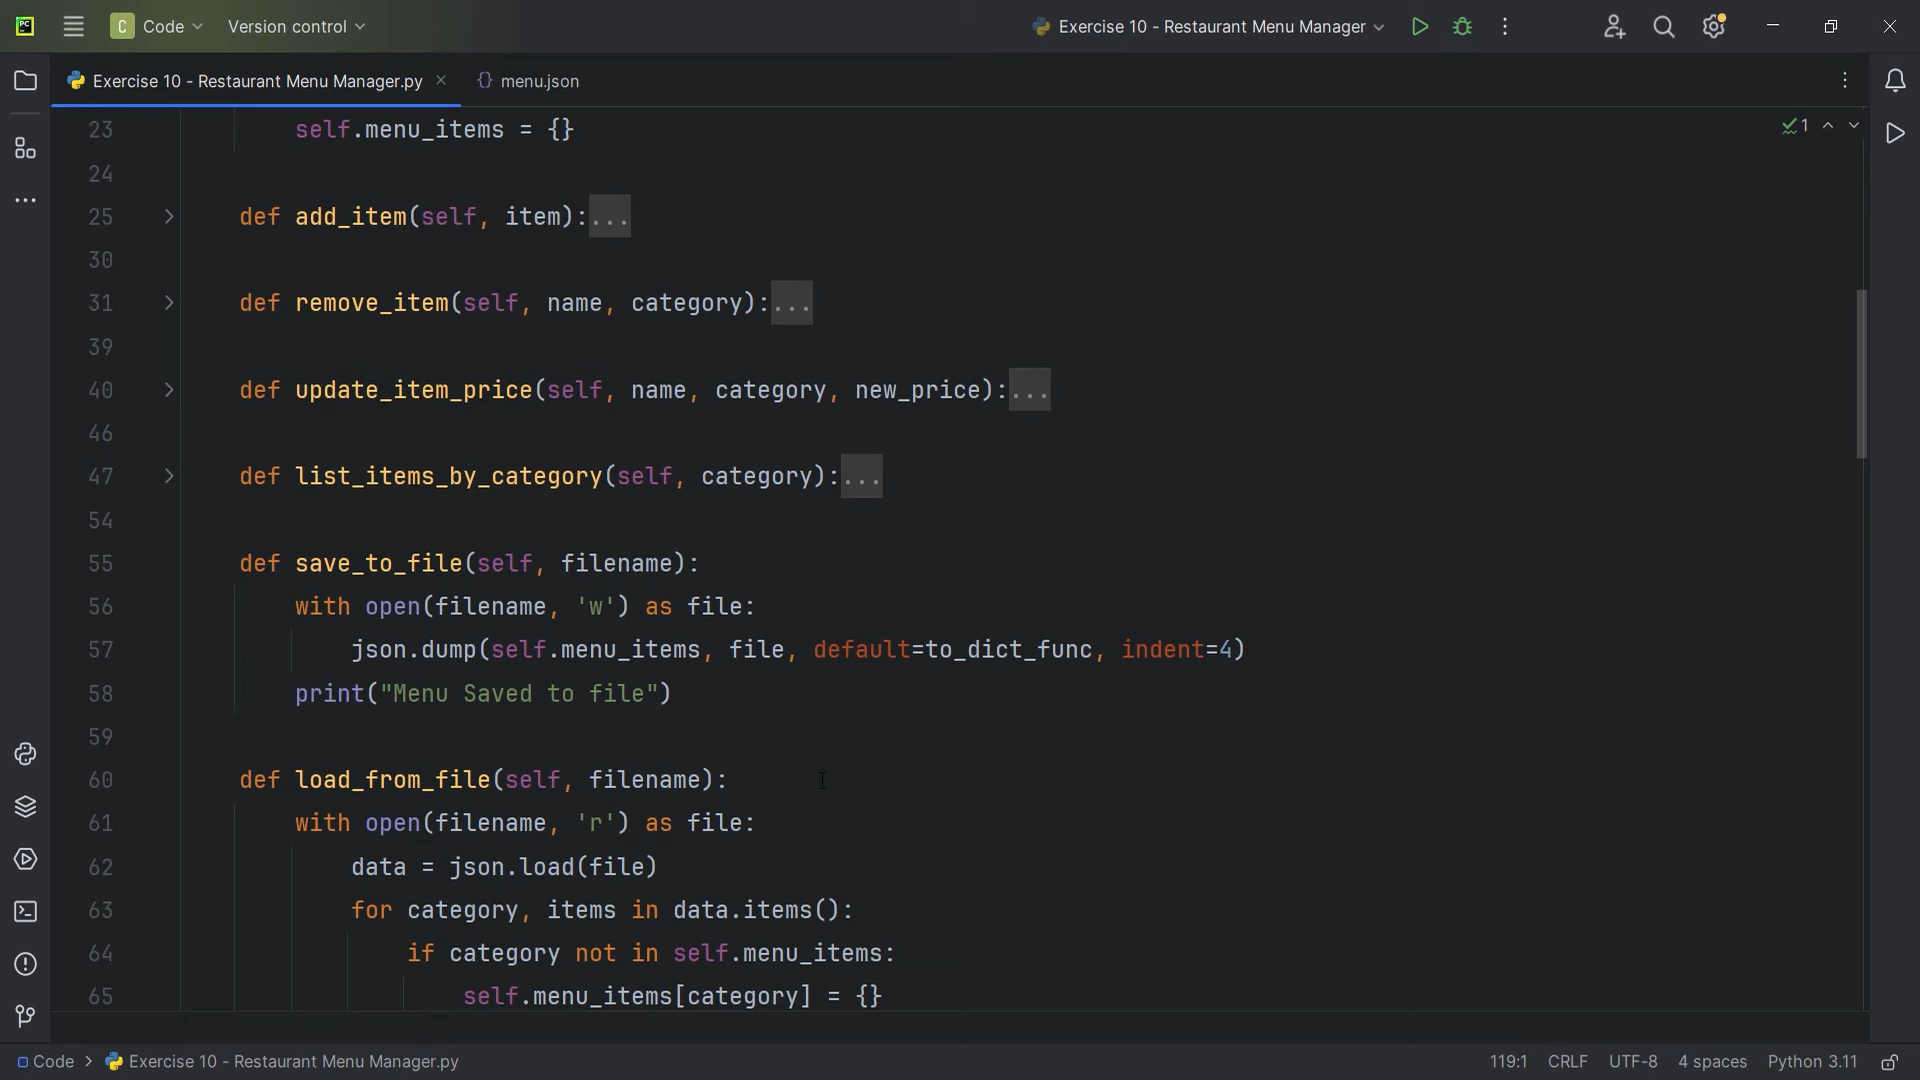 PC C Code Version control Exercise 10 - Restaurant Menu Manager
Exercise 10 - Restaurant Menu Manager.py {} menu.json
23 self.menu_items = {} 1
24
25 def add_item(self, item):...
30
31 def remove_item(self, name, category):...
39
40 def update_item_price(self, name, category, new_price):...
46
47 def list_items_by_category(self, category):...
54
55 def save_to_file(self, filename):
56 with open(filename, 'w') as file:
57 json.dump(self.menu_items, file, default=to_dict_func, indent=4)
58 print("Menu Saved to file")
59
60 def load_from_file(self, filename):
61 with open(filename, 'r') as file:
62 data = json.load(file)
63 for category, items in data.items():
64 if category not in self.menu_items:
65 self.menu_items[category] = {}
Code > Exercise 10 - Restaurant Menu Manager.py 119:1 CRLF UTF-8 4 spaces Python 3.11